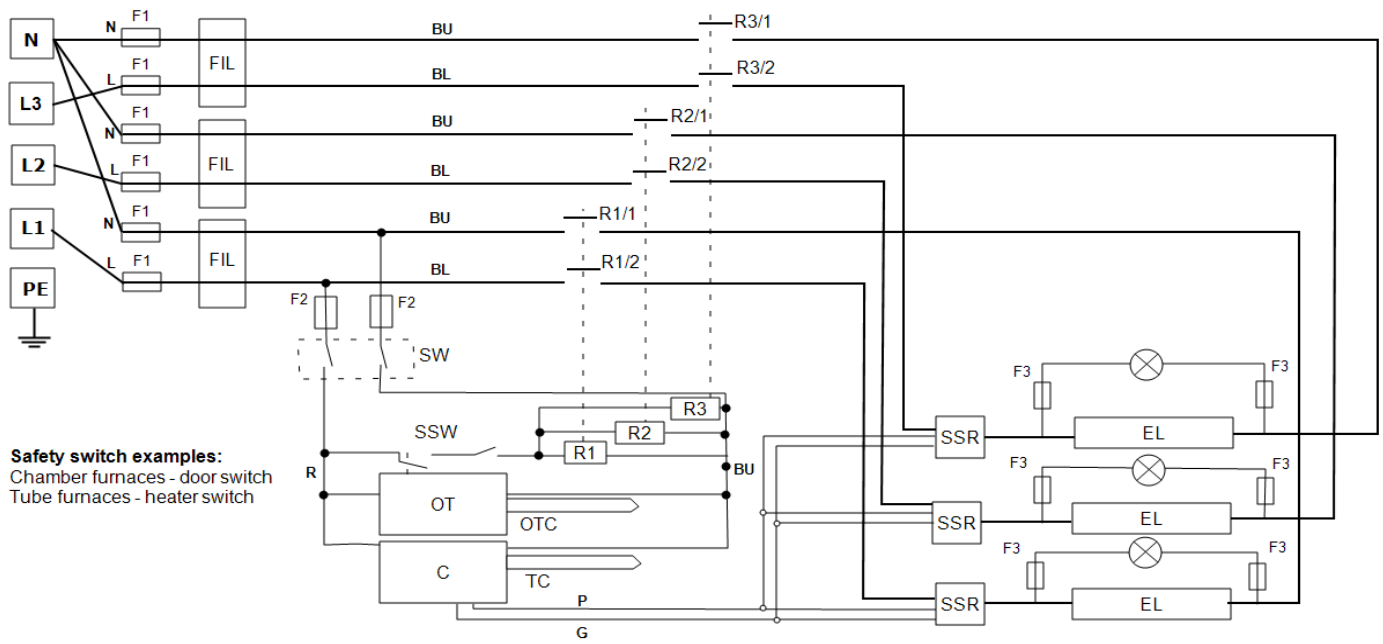 N
F1
N
BU
R3/1
FIL
F1
L
BL
R3/2
L3
F1
N
BU
R2/1
FIL
F1
L
BL
R2/2
L2
F1
N
BU
R1/1
L1
FIL
F1
L
BL
R1/2
PE
F2
F2
SW
F3
F3
R3
SSR
EL
R2
SSW
R1
BU
Safety switch examples:
Chamber furnaces - door switch
Tube furnaces - heater switch
R
F3
F3
OT
OTC
SSR
EL
F3
F3
C
TC
P
SSR
EL
G